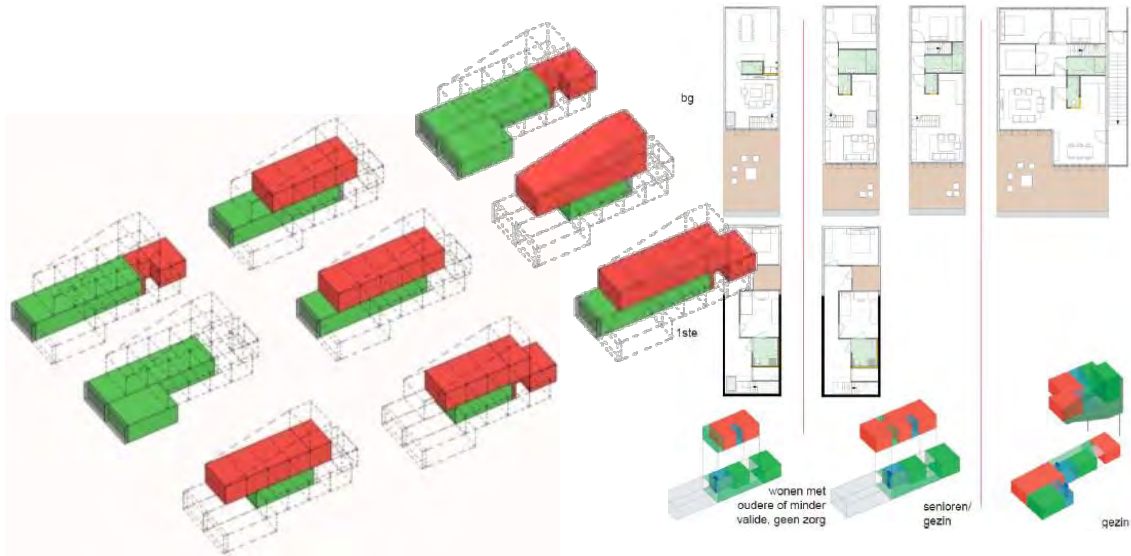 bg
1ste
wonen met
oudere of minder
valide, geen zorg
senioren/
gezin
gezin